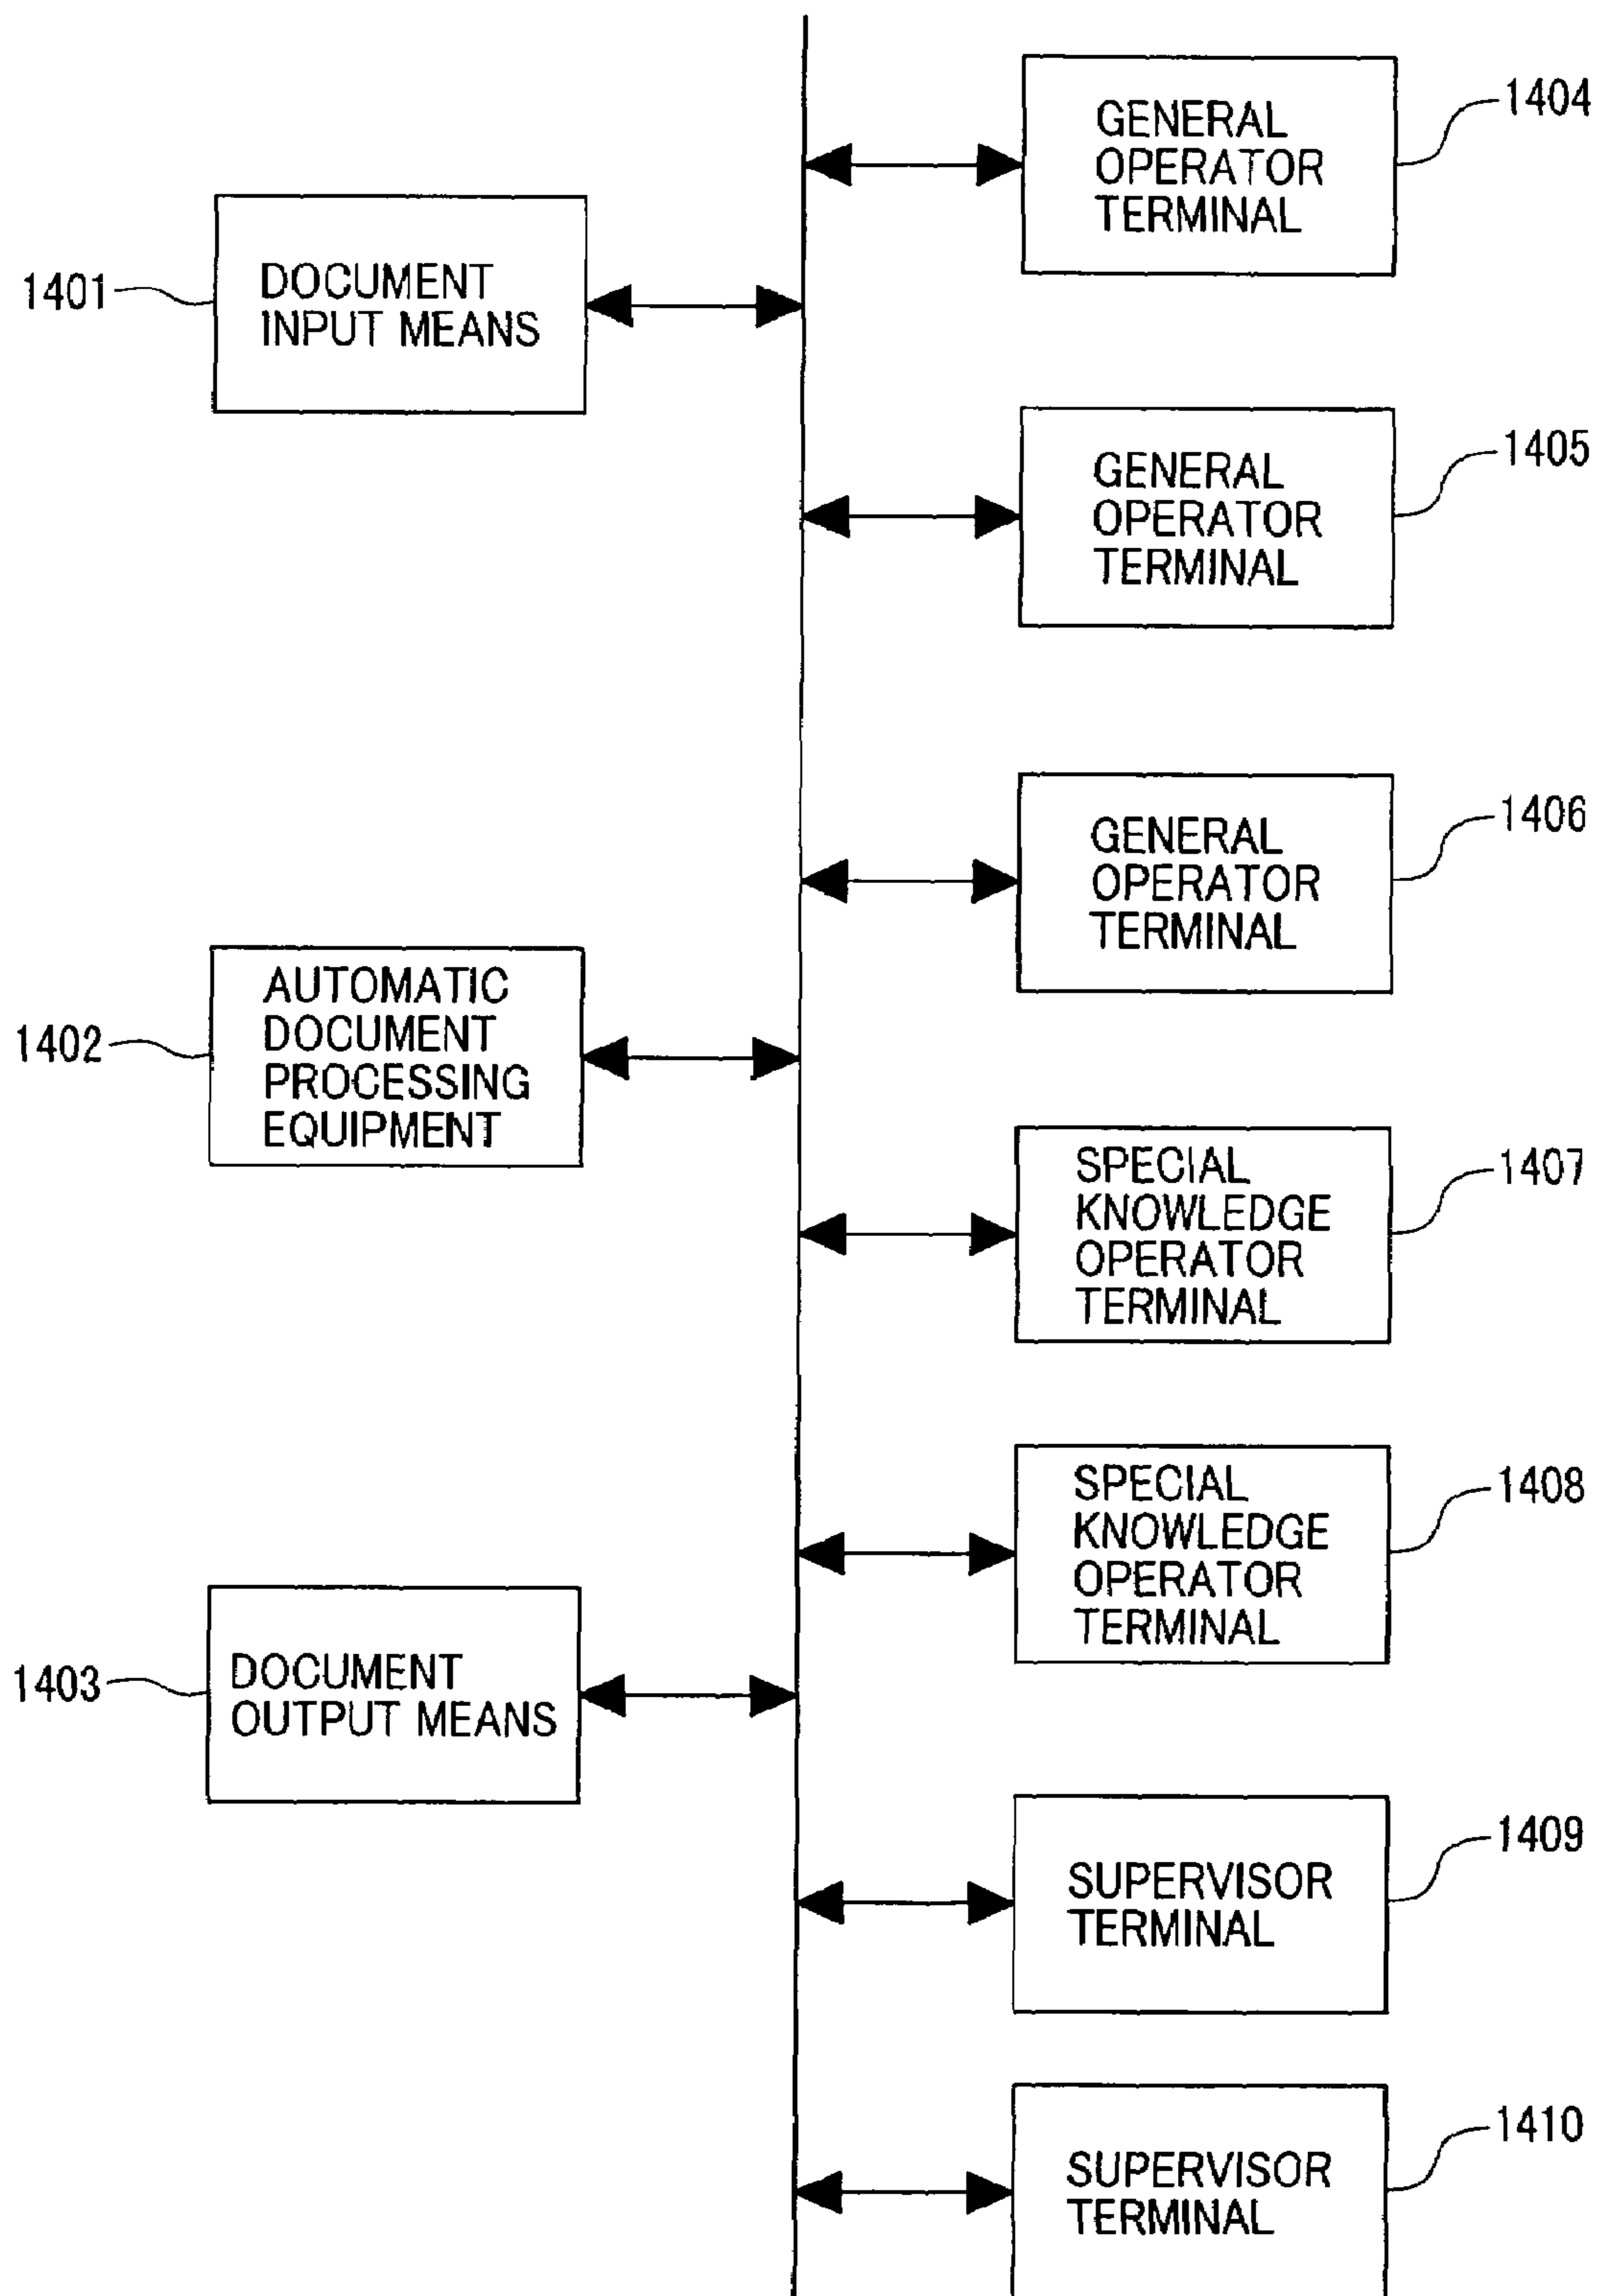 1401
DOCUMENT
INPUT MEANS
1402
AUTOMATIC
DOCUMENT
PROCESSING
EQUIPMENT
1403
DOCUMENT
OUTPUT MEANS
GENERAL
OPERATOR
TERMINAL
1404
GENERAL
OPERATOR
TERMINAL
1405
GENERAL
OPERATOR
TERMINAL
1406
SPECIAL
KNOWLEDGE
OPERATOR
TERMINAL
1407
SPECIAL
KNOWLEDGE
OPERATOR
TERMINAL
1408
SUPERVISOR
TERMINAL
1409
SUPERVISOR
TERMINAL
1410